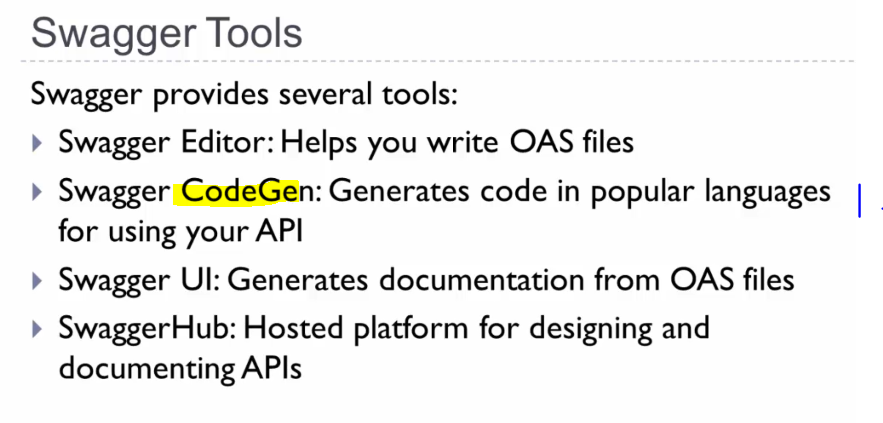 Swagger Tools
Swagger provides several tools:
Swagger Editor: Helps you write OAS files
Swagger CodeGen: Generates code in popular languages
for using your API
Swagger UI: Generates documentation from OAS files
SwaggerHub: Hosted platform for designing and
documenting APIs